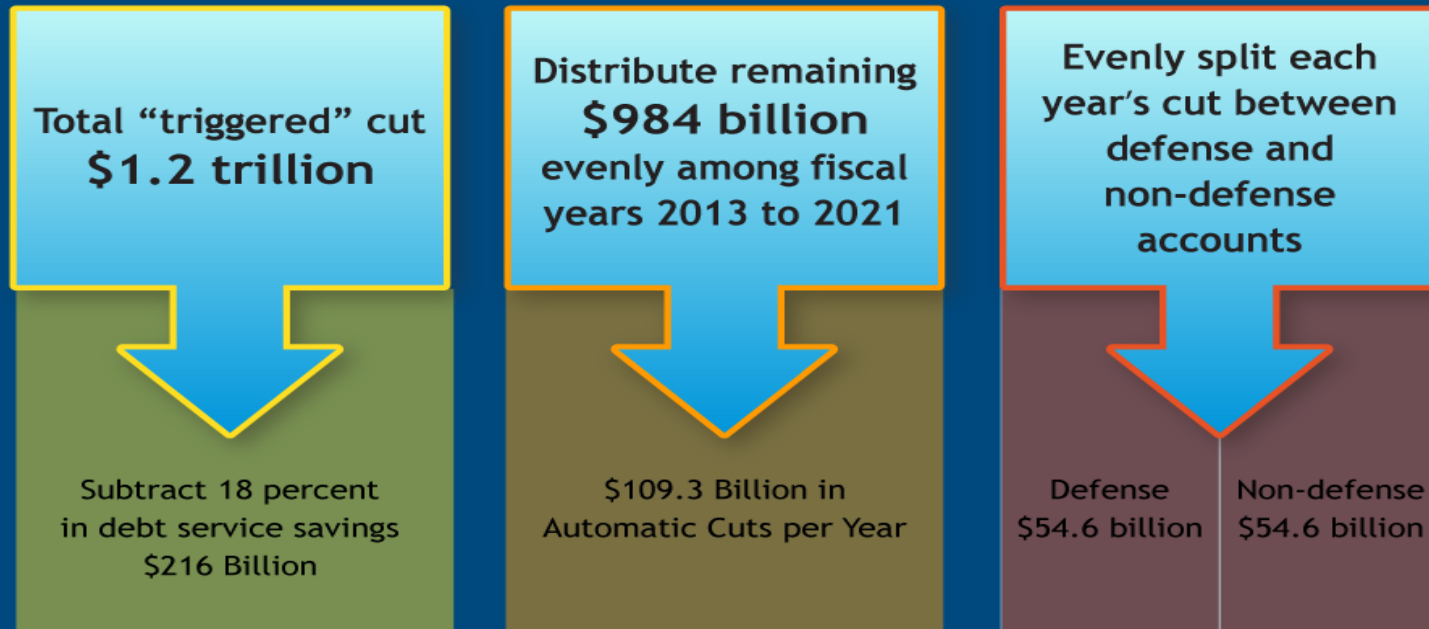 Total “triggered” cut
$1.2 trillion
Subtract 18 percent
in debt service savings
$216 Billion
Distribute remaining
$984 billion
evenly among fiscal
years 2013 to 2021
$109.3 Billion in
Automatic Cuts per Year
Evenly split each
year’s cut between
defense and
non-defense
accounts
Defense
$54.6 billion
Non-defense
$54.6 billion